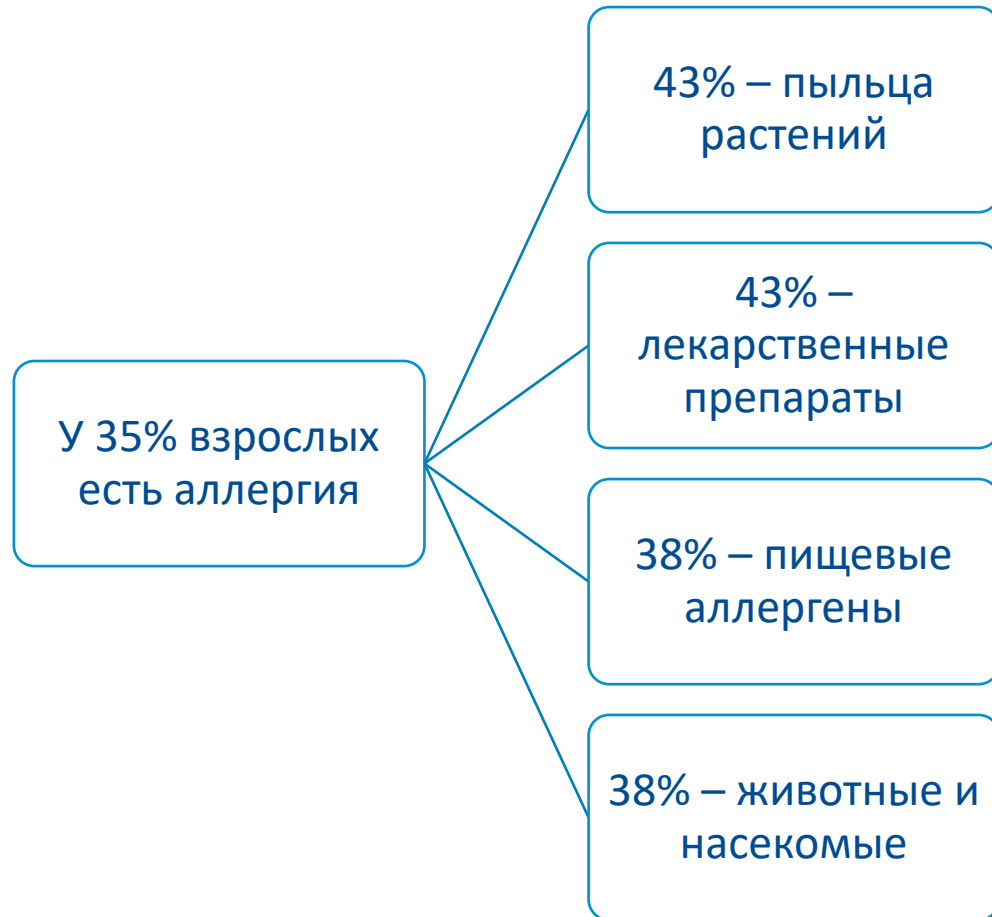 43% – пыльца
растений
43% –
лекарственные
препараты
У 35% взрослых
есть аллергия
38% – пищевые
аллергены
38% – животные и
насекомые